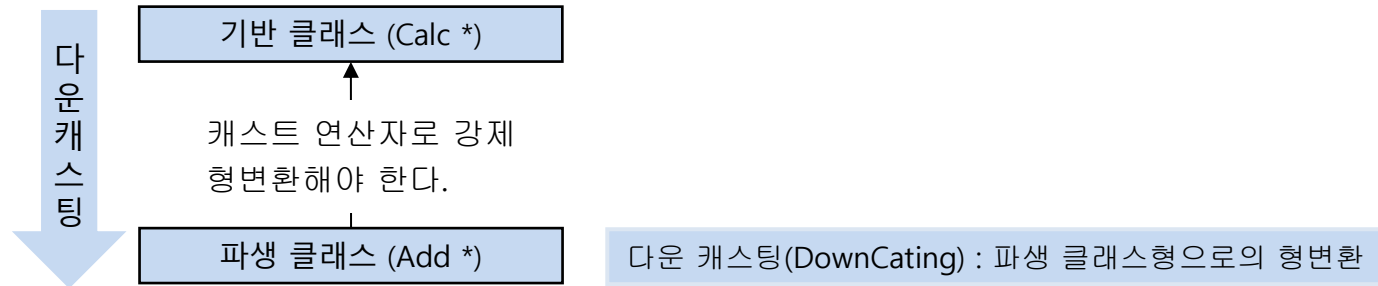 기반 클래스 (Calc *)
다운캐스팅
캐스트 연산자로 강제
형변환해야 한다.
파생 클래스 (Add *)
다운 캐스팅(DownCating) : 파생 클래스형으로의 형변환